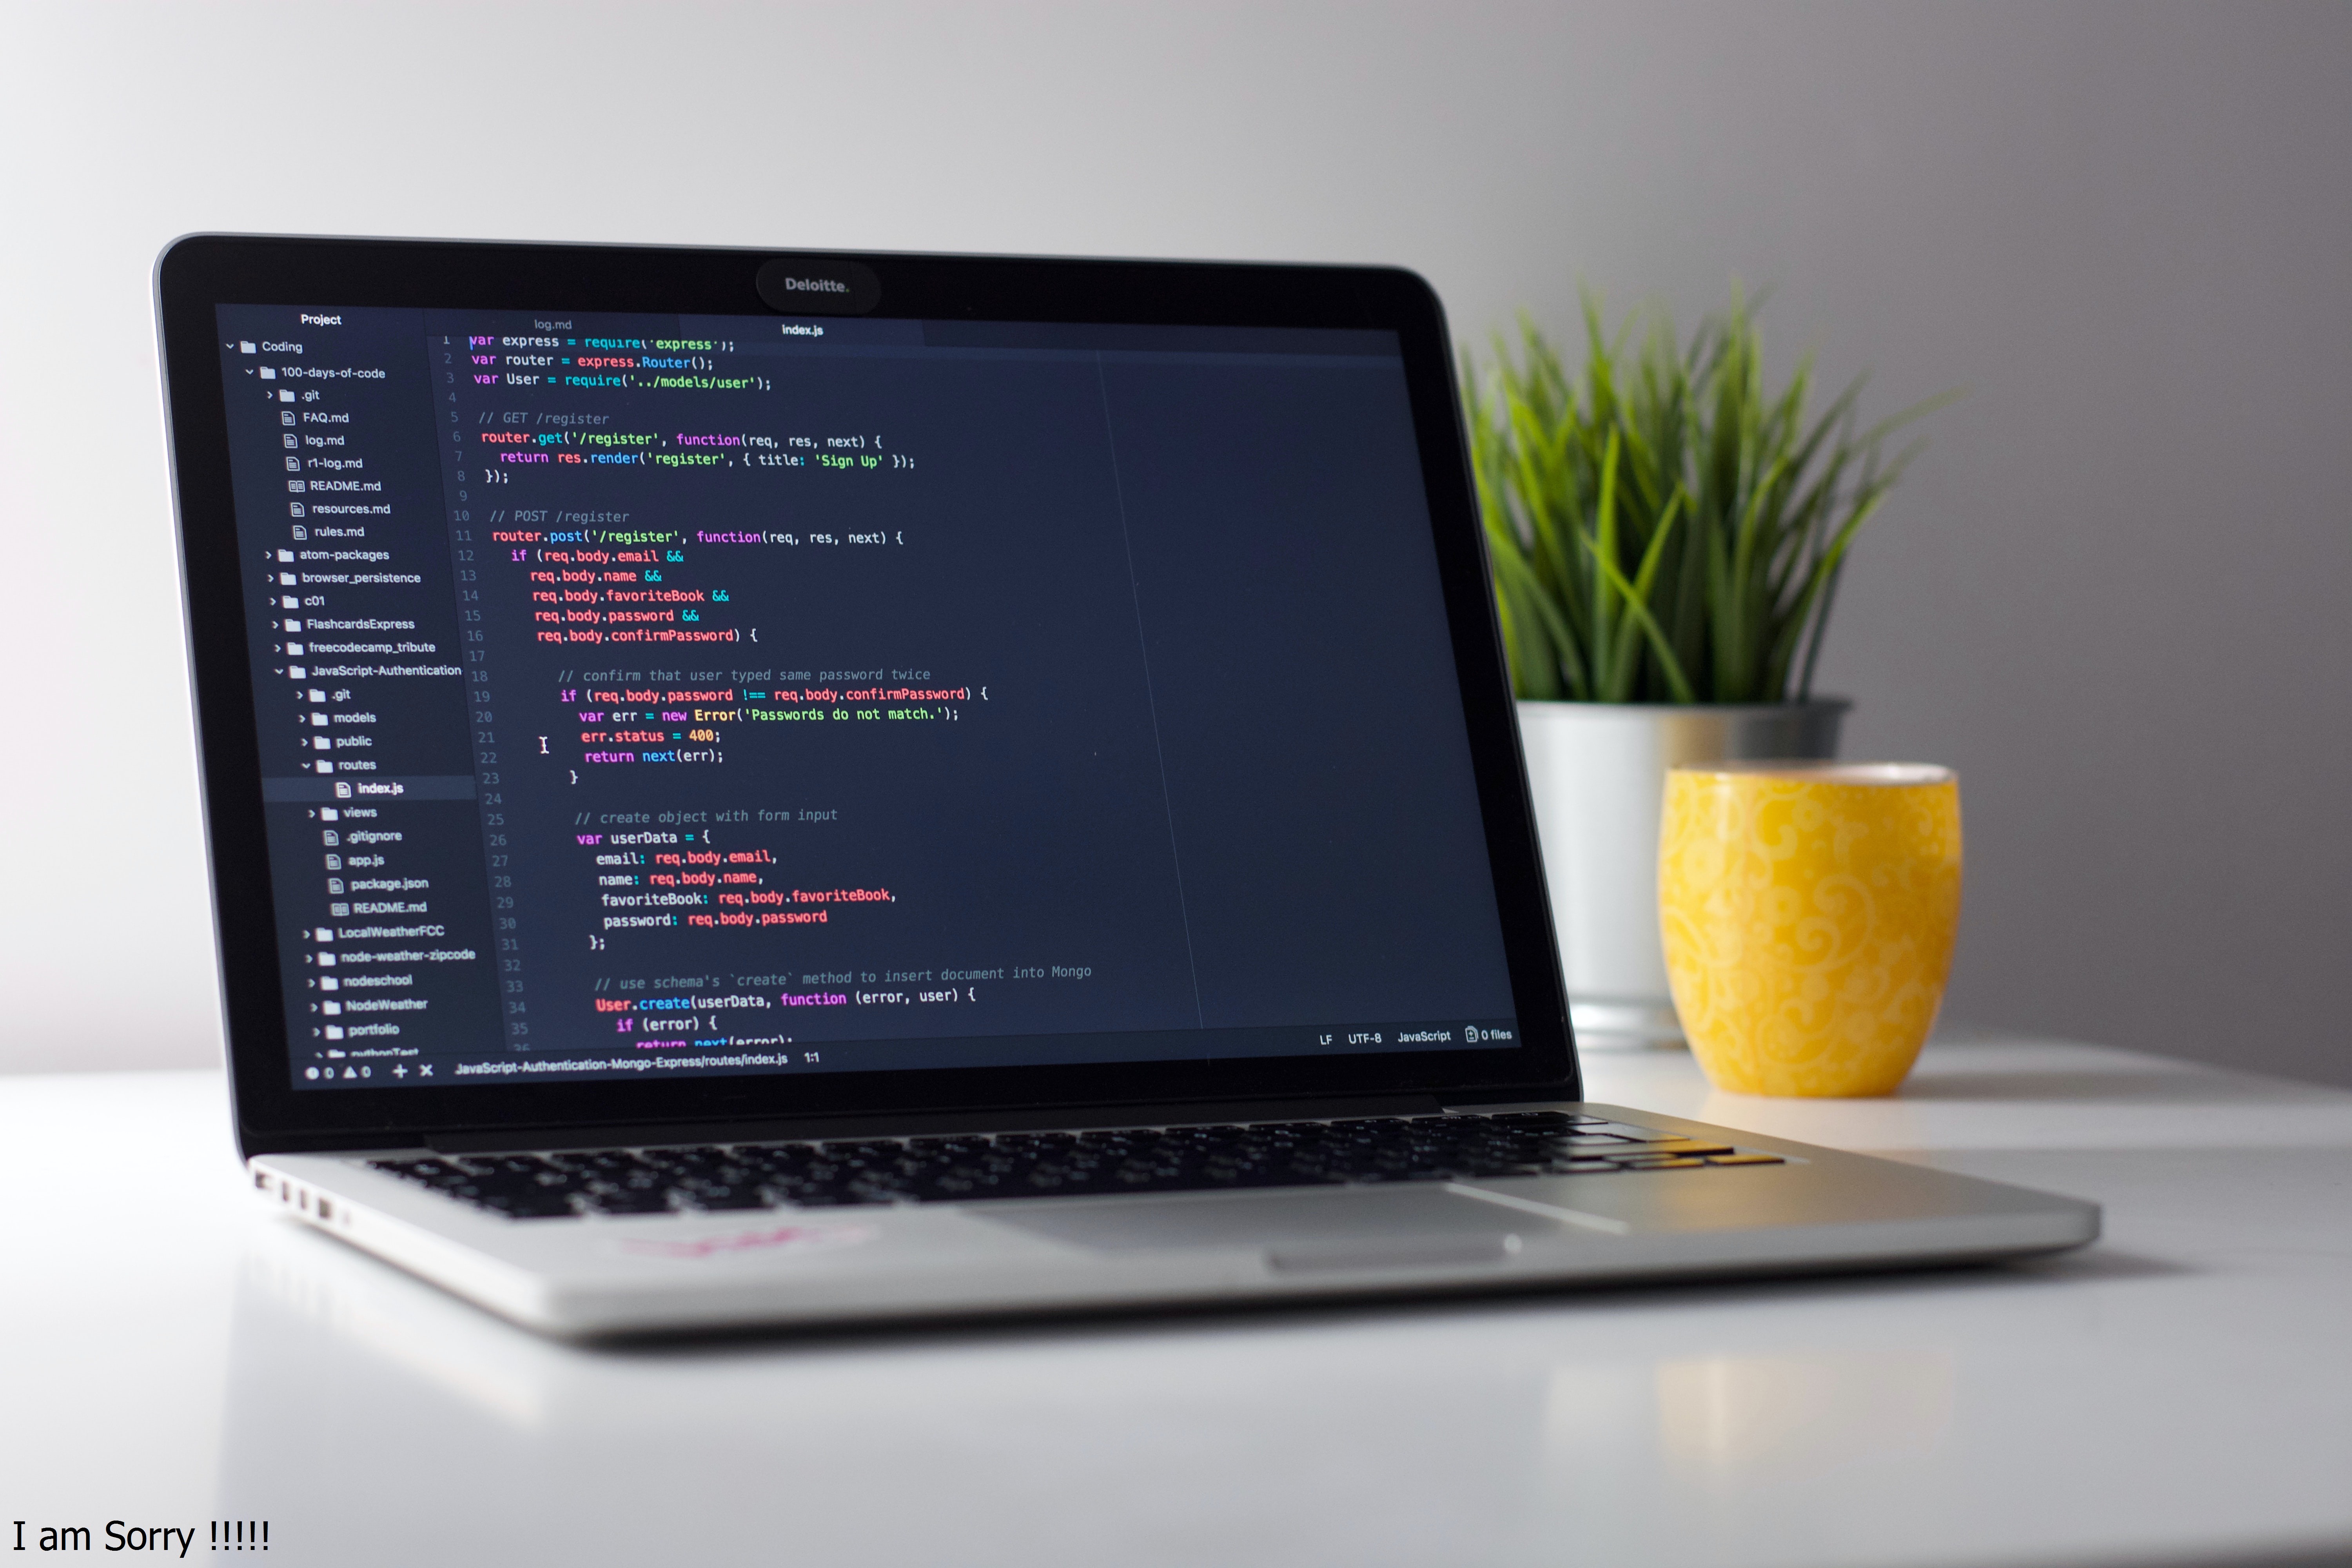 Deloitte.
Project
Coding
100-days-of-code
.git
FAQ.md
log.md
r1-log.md
README.md
resources.md
rules.md
atom-packages
browser_persistence
c01
FlashcardsExpress
freecodecamp_tribute
JavaScript-Authentication
.git
models
public
routes
index.js
views
.gitignore
app.js
package.json
README.md
LocalWeatherFCC
node-weather-zipcode
nodeschool
NodeWeather
portfolio
pythonTest
log.md index.js
1 var express = require('express');
2 var router = express.Router();
3 var User = require('../models/user');
4
5 // GET /register
6 router.get('/register', function(req, res, next) {
7 return res.render('register', { title: 'Sign Up' });
8 });
9
10 // POST /register
11 router.post('/register', function(req, res, next) {
12 if (req.body.email &&
13 req.body.name &&
14 req.body.favoriteBook &&
15 req.body.password &&
16 req.body.confirmPassword) {
17
18 // confirm that user typed same password twice
19 if (req.body.password !== req.body.confirmPassword) {
20 var err = new Error('Passwords do not match.');
21 err.status = 400;
22 return next(err);
23 }
24
25 // create object with form input
26 var userData = {
27 email: req.body.email,
28 name: req.body.name,
29 favoriteBook: req.body.favoriteBook,
30 password: req.body.password
31 };
32
33 // use schema's `create` method to insert document into Mongo
34 User.create(userData, function (error, user) {
35 if (error) {
36 return next(error);
0 0 JavaScript-Authentication-Mongo-Express/routes/index.js 1:1 LF UTF-8 JavaScript 0 files
I am Sorry !!!!!